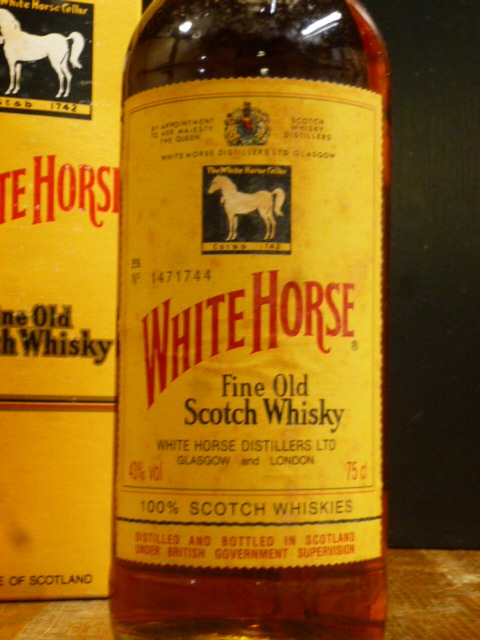 White Horse Cellar
Estab 1742
TE HORSE
ine Old
h Whisky
E OF SCOTLAND
BY APPOINTMENT
TO HER MAJESTY
THE QUEEN
SCOTCH
WHISKY
DISTILLERS
WHITE HORSE DISTILLERS LTD GLASGOW
The White Horse Cellar
Estab 1742
Nº 1471744
WHITE HORSE
®
Fine Old
Scotch Whisky
WHITE HORSE DISTILLERS LTD
GLASGOW and LONDON
43% vol
75 cl
100% SCOTCH WHISKIES
DISTILLED AND BOTTLED IN SCOTLAND
UNDER BRITISH GOVERNMENT SUPERVISION